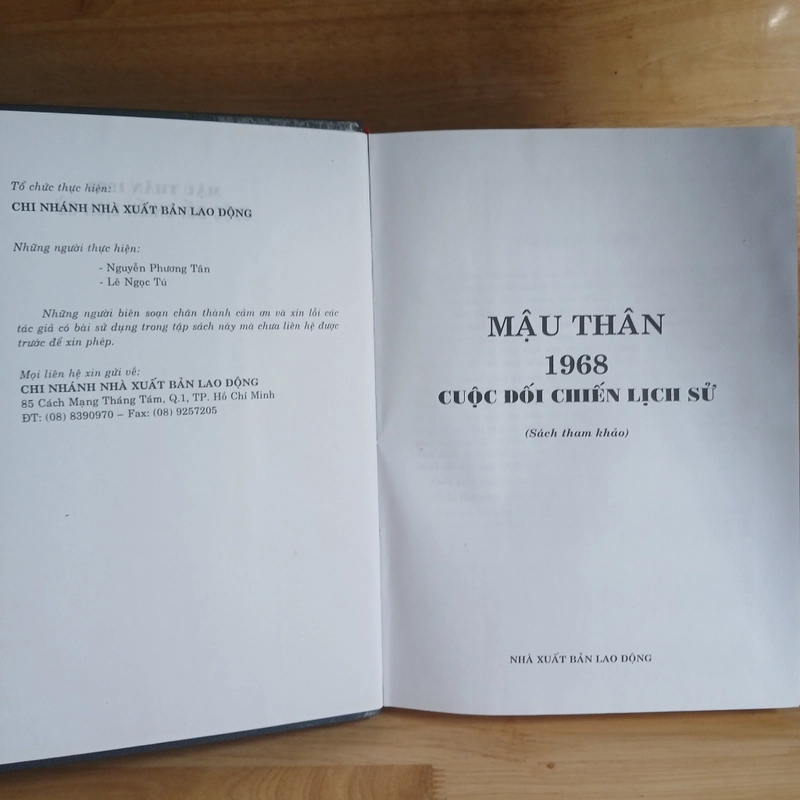 Tổ chức thực hiện:
CHI NHÁNH NHÀ XUẤT BẢN LAO ĐỘNG
Những người thực hiện:
- Nguyễn Phương Tân
- Lê Ngọc Tú
Những người biên soạn chân thành cảm ơn và xin lỗi các
tác giả có bài sử dụng trong tập sách này mà chưa liên hệ được
trước để xin phép.
Mọi liên hệ xin gửi về:
CHI NHÁNH NHÀ XUẤT BẢN LAO ĐỘNG
85 Cách Mạng Tháng Tám, Q.1, TP. Hồ Chí Minh
ĐT: (08) 8390970 – Fax: (08) 9257205
MẬU THÂN
1968
CUỘC ĐỐI CHIẾN LỊCH SỬ
(Sách tham khảo)
NHÀ XUẤT BẢN LAO ĐỘNG